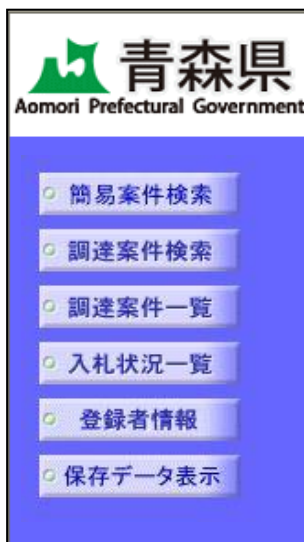 青森県
Aomori Prefectural Government
簡易案件検索
調達案件検索
調達案件一覧
入札状況一覧
登録者情報
保存データ表示